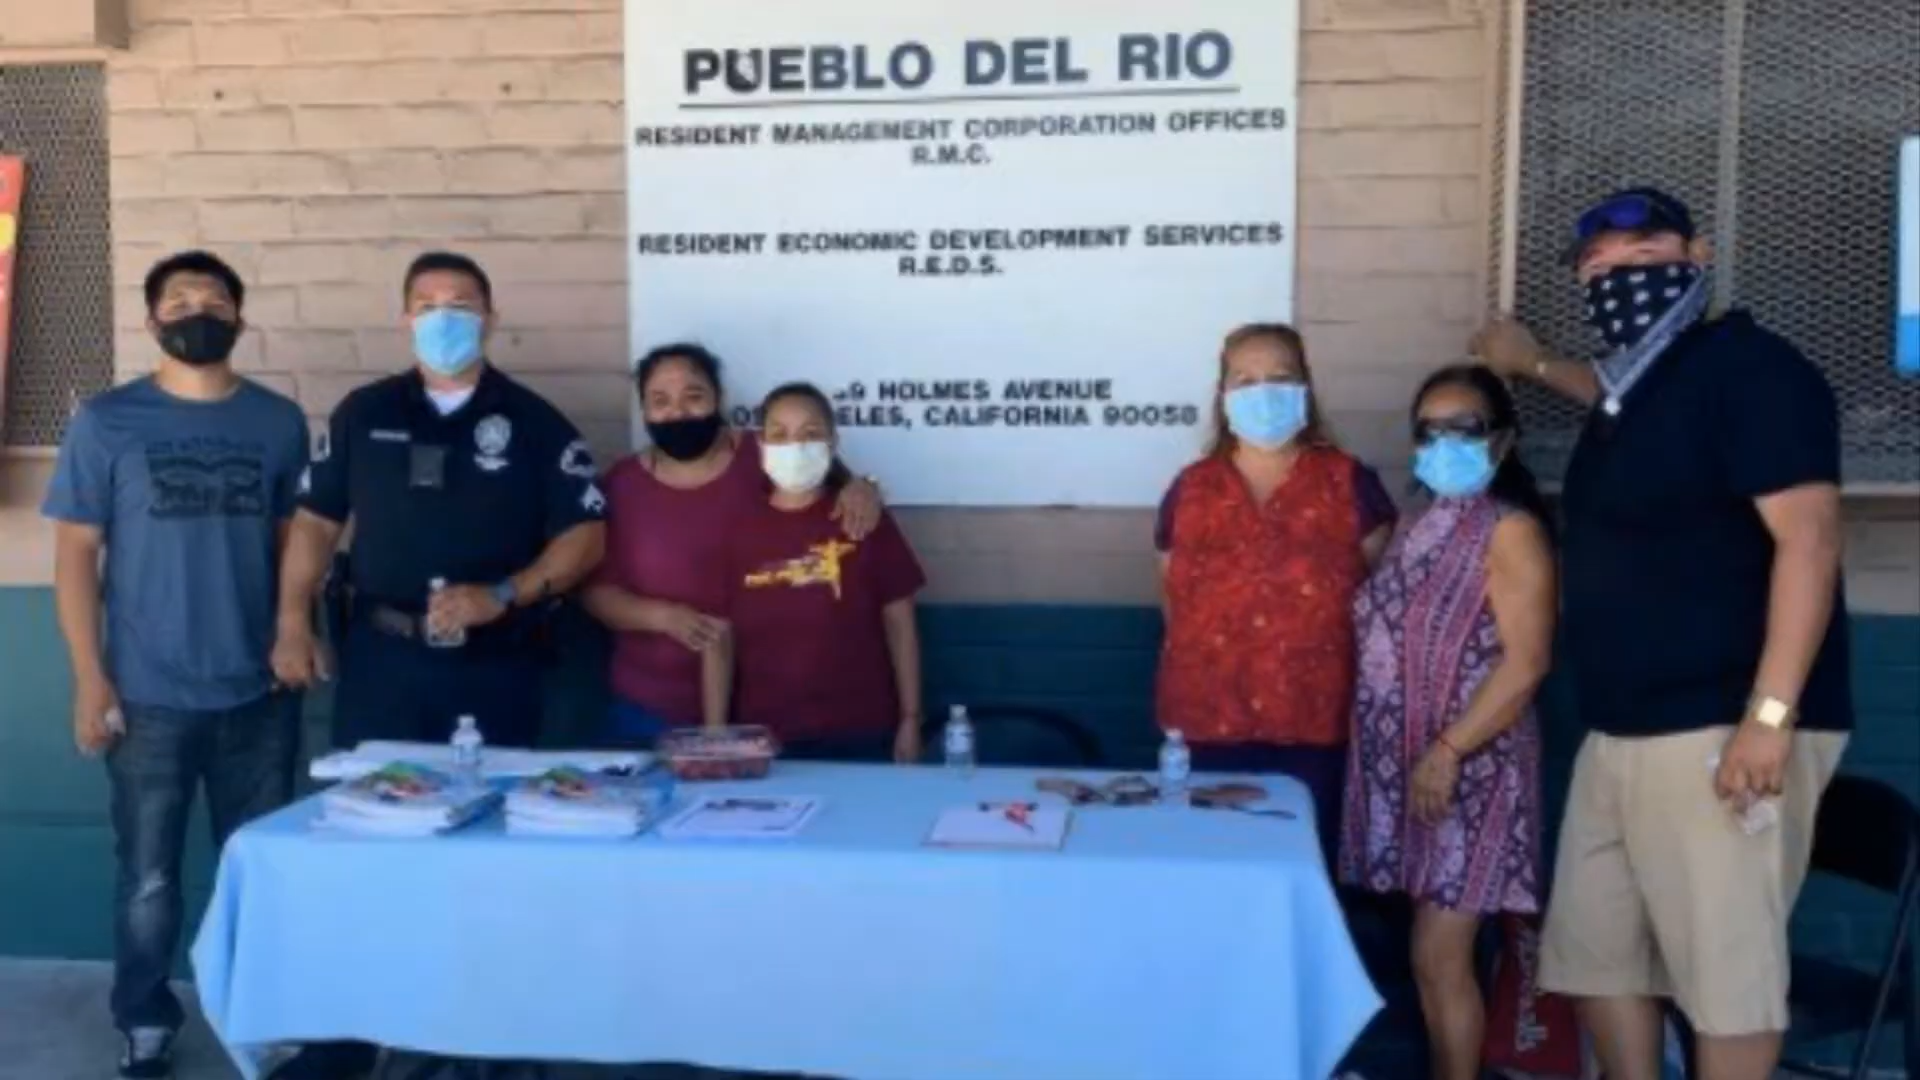 PUEBLO DEL RIO
RESIDENT MANAGEMENT CORPORATION OFFICES
R.M.C.
RESIDENT ECONOMIC DEVELOPMENT SERVICES
R.E.D.S.
HOLMES AVENUE
CALIFORNIA 90058